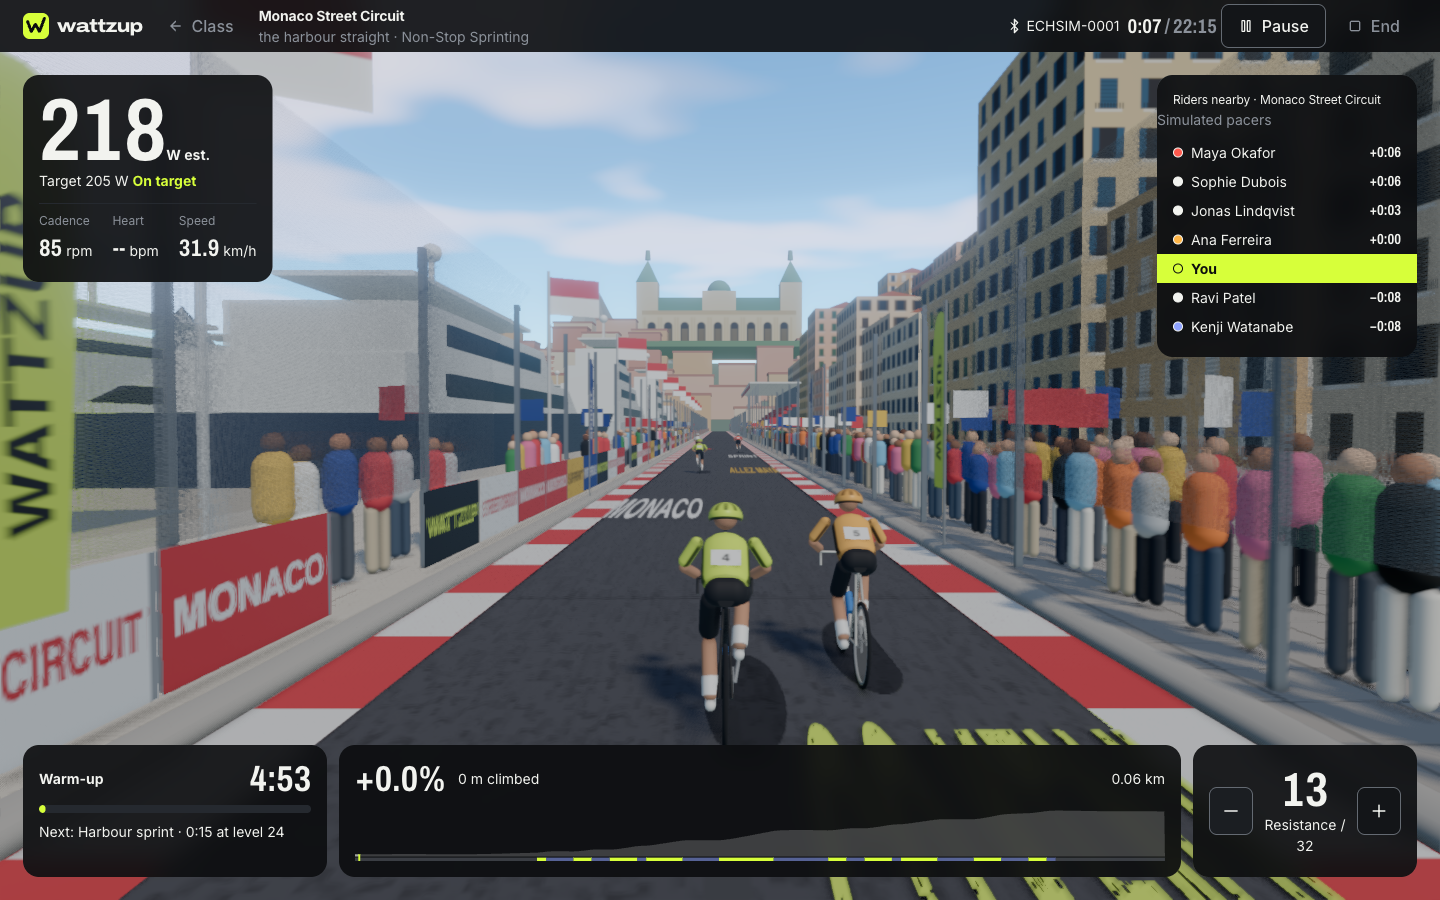 wattzup
Class
Monaco Street Circuit
the harbour straight · Non-Stop Sprinting
ECHSIM-0001
0:07 / 22:15
Pause
End
218 W est.
Target 205 W On target
Cadence Heart Speed
85 rpm -- bpm 31.9 km/h
Riders nearby · Monaco Street Circuit
Simulated pacers
Maya Okafor +0:06
Sophie Dubois +0:06
Jonas Lindqvist +0:03
Ana Ferreira +0:00
You
Ravi Patel −0:08
Kenji Watanabe −0:08
WATTZUP
MONACO
CIRCUIT
MONACO
4
5
Warm-up 4:53
Next: Harbour sprint · 0:15 at level 24
+0.0% 0 m climbed 0.06 km
−
13
+
Resistance /
32